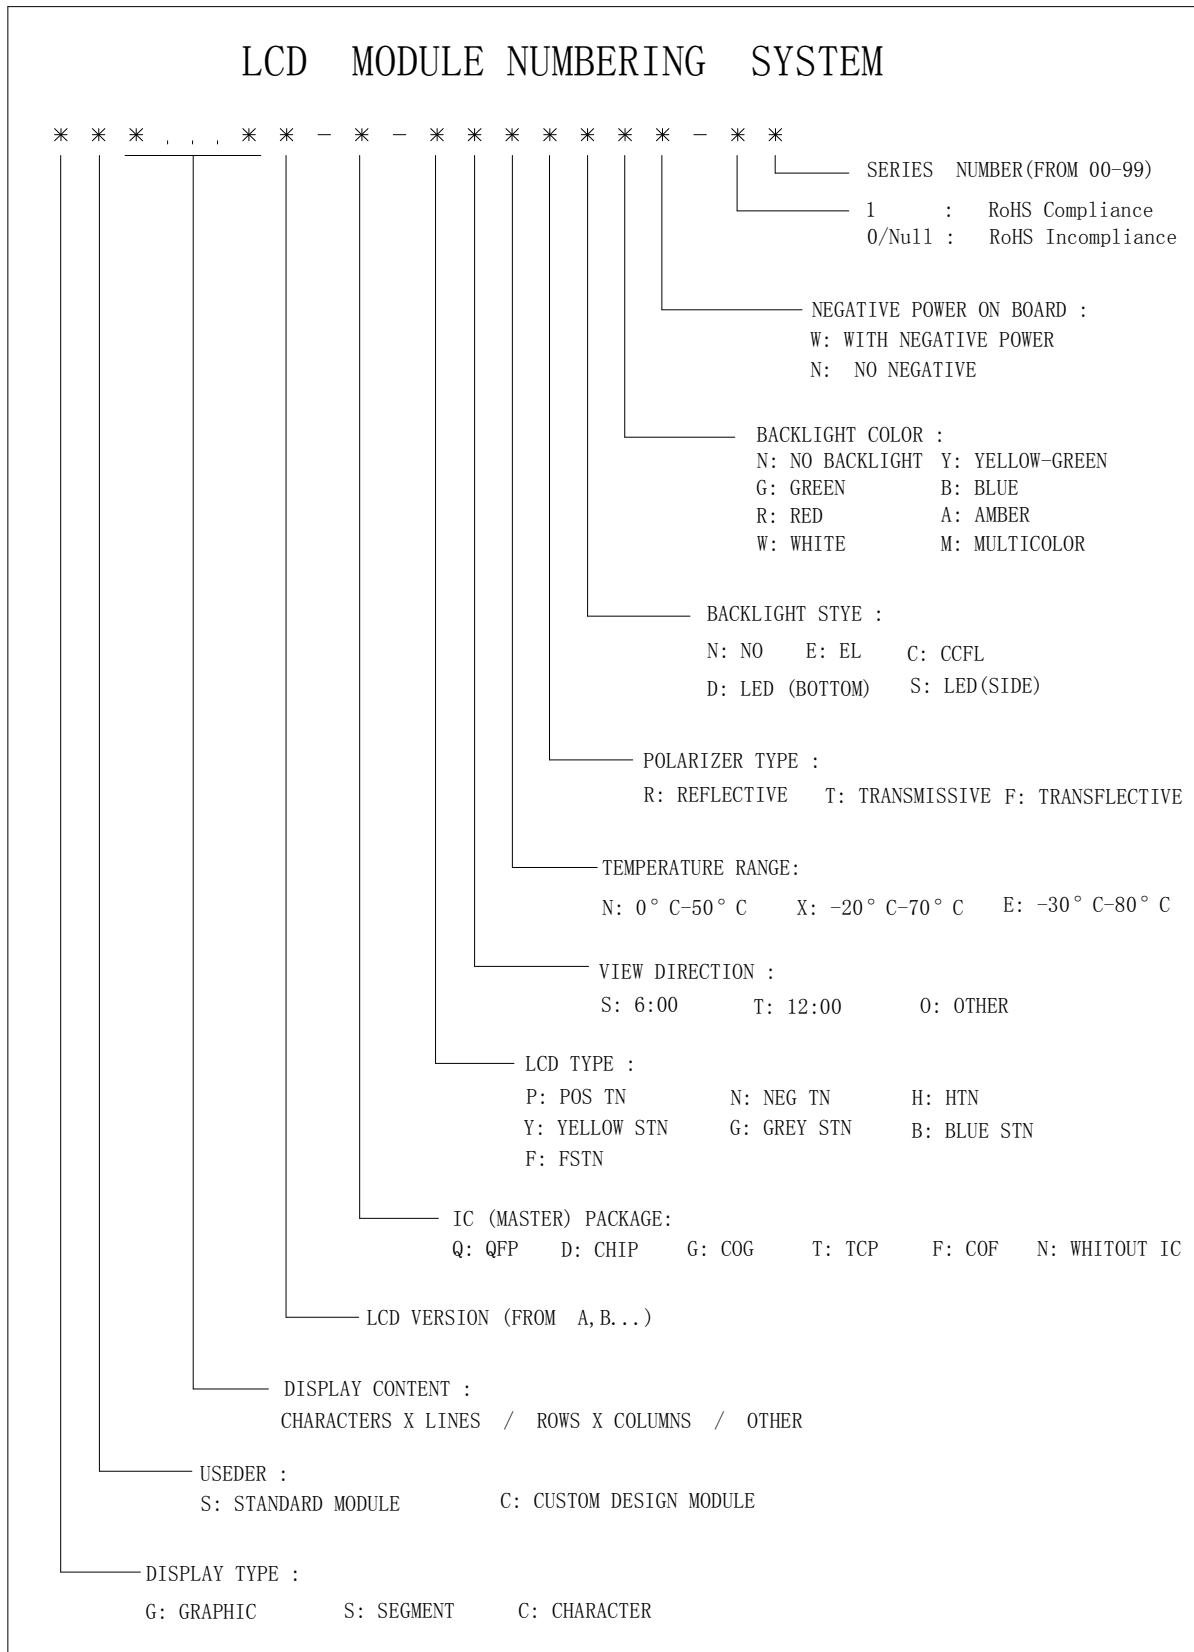 LCD MODULE NUMBERING SYSTEM
* * * . . . * * - * - * * * * * * * - * *
SERIES NUMBER(FROM 00-99)
1 : RoHS Compliance
0/Null : RoHS Incompliance
NEGATIVE POWER ON BOARD :
W: WITH NEGATIVE POWER
N: NO NEGATIVE
BACKLIGHT COLOR :
N: NO BACKLIGHT Y: YELLOW-GREEN
G: GREEN B: BLUE
R: RED A: AMBER
W: WHITE M: MULTICOLOR
BACKLIGHT STYE :
N: NO E: EL C: CCFL
D: LED (BOTTOM) S: LED(SIDE)
POLARIZER TYPE :
R: REFLECTIVE T: TRANSMISSIVE F: TRANSFLECTIVE
TEMPERATURE RANGE:
N: 0° C-50° C X: -20° C-70° C E: -30° C-80° C
VIEW DIRECTION :
S: 6:00 T: 12:00 O: OTHER
LCD TYPE :
P: POS TN N: NEG TN H: HTN
Y: YELLOW STN G: GREY STN B: BLUE STN
F: FSTN
IC (MASTER) PACKAGE:
Q: QFP D: CHIP G: COG T: TCP F: COF N: WHITOUT IC
LCD VERSION (FROM A,B...)
DISPLAY CONTENT :
CHARACTERS X LINES / ROWS X COLUMNS / OTHER
USEDER :
S: STANDARD MODULE C: CUSTOM DESIGN MODULE
DISPLAY TYPE :
G: GRAPHIC S: SEGMENT C: CHARACTER